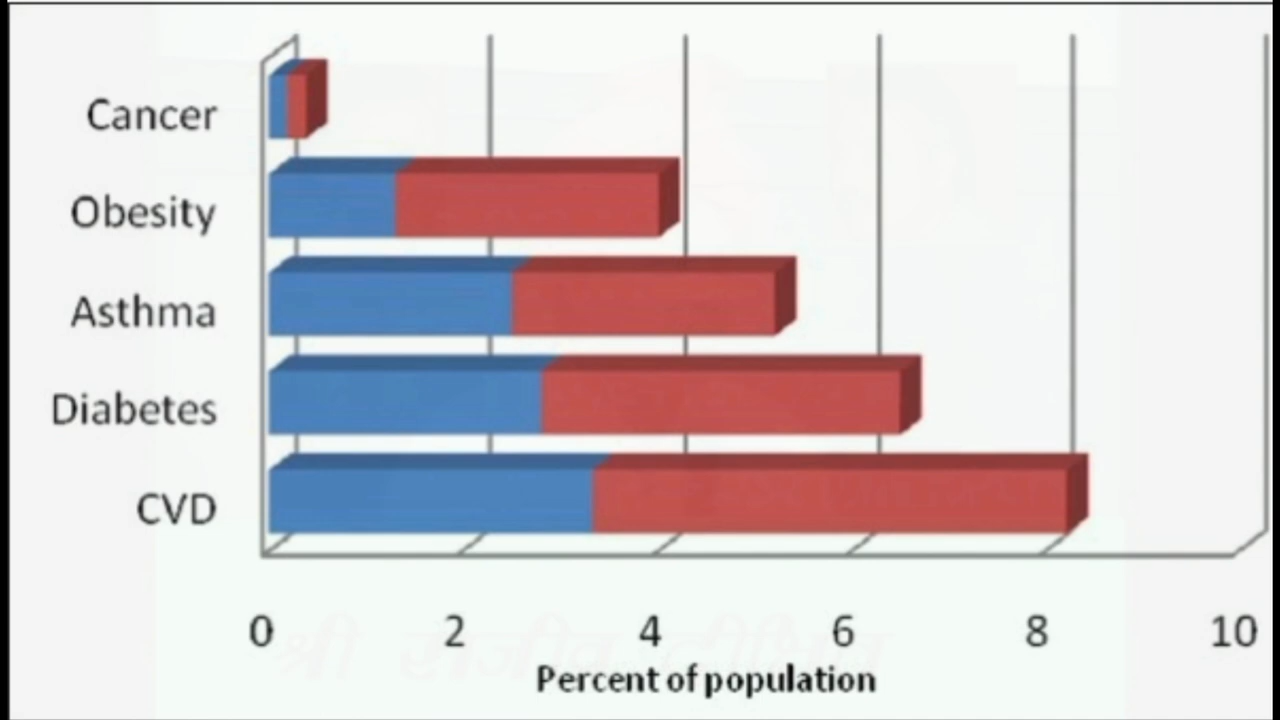 Cancer
Obesity
Asthma
Diabetes
CVD
0 2 4 6 8 10
Percent of population